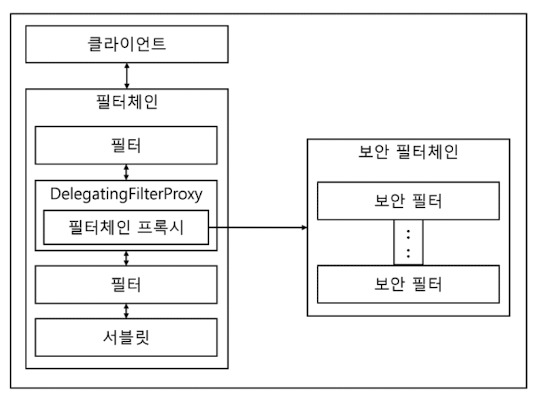 클라이언트
필터체인
필터
DelegatingFilterProxy
필터체인 프록시
필터
서블릿
보안 필터체인
보안 필터
:
:
보안 필터